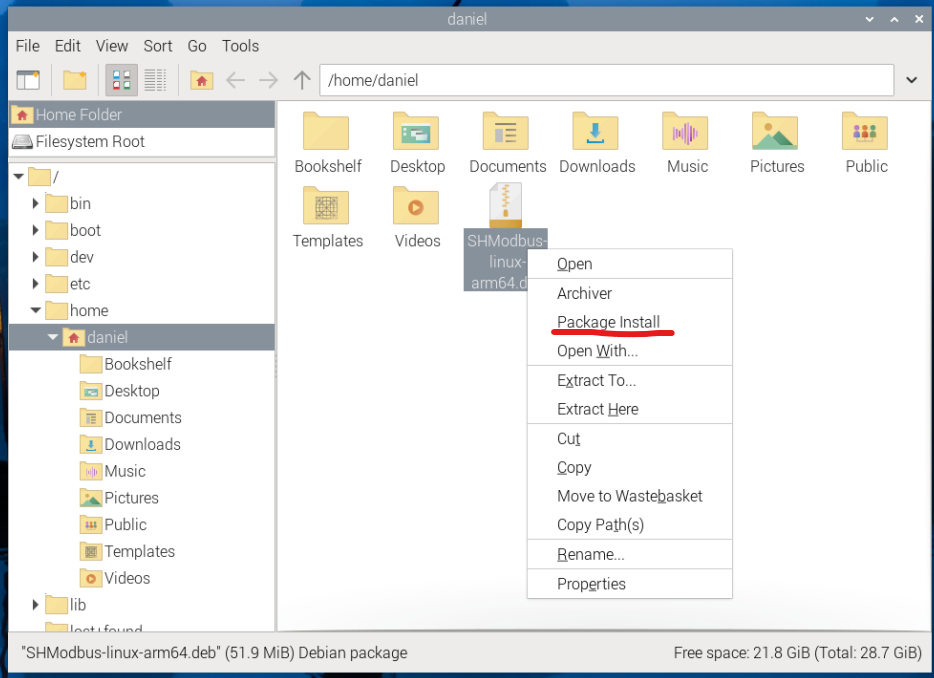 daniel
File Edit View Sort Go Tools
/home/daniel
Home Folder
Filesystem Root
/
bin
boot
dev
etc
home
daniel
Bookshelf
Desktop
Documents
Downloads
Music
Pictures
Public
Templates
Videos
lib
lost+found
Bookshelf Desktop Documents Downloads Music Pictures Public
Templates Videos
SHModbus-
linux-
arm64.d
Open
Archiver
Package Install
Open With...
Extract To...
Extract Here
Cut
Copy
Move to Wastebasket
Copy Path(s)
Rename...
Properties
"SHModbus-linux-arm64.deb" (51.9 MiB) Debian package
Free space: 21.8 GiB (Total: 28.7 GiB)